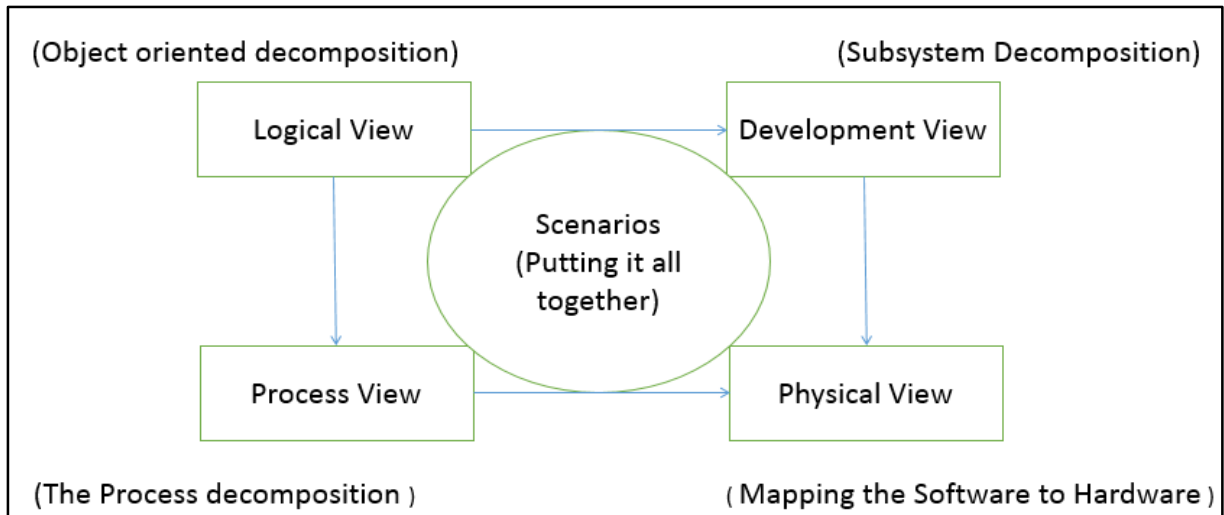 (Object oriented decomposition)
(Subsystem Decomposition)
Logical View
Development View
Scenarios
(Putting it all
together)
Process View
Physical View
(The Process decomposition )
( Mapping the Software to Hardware )